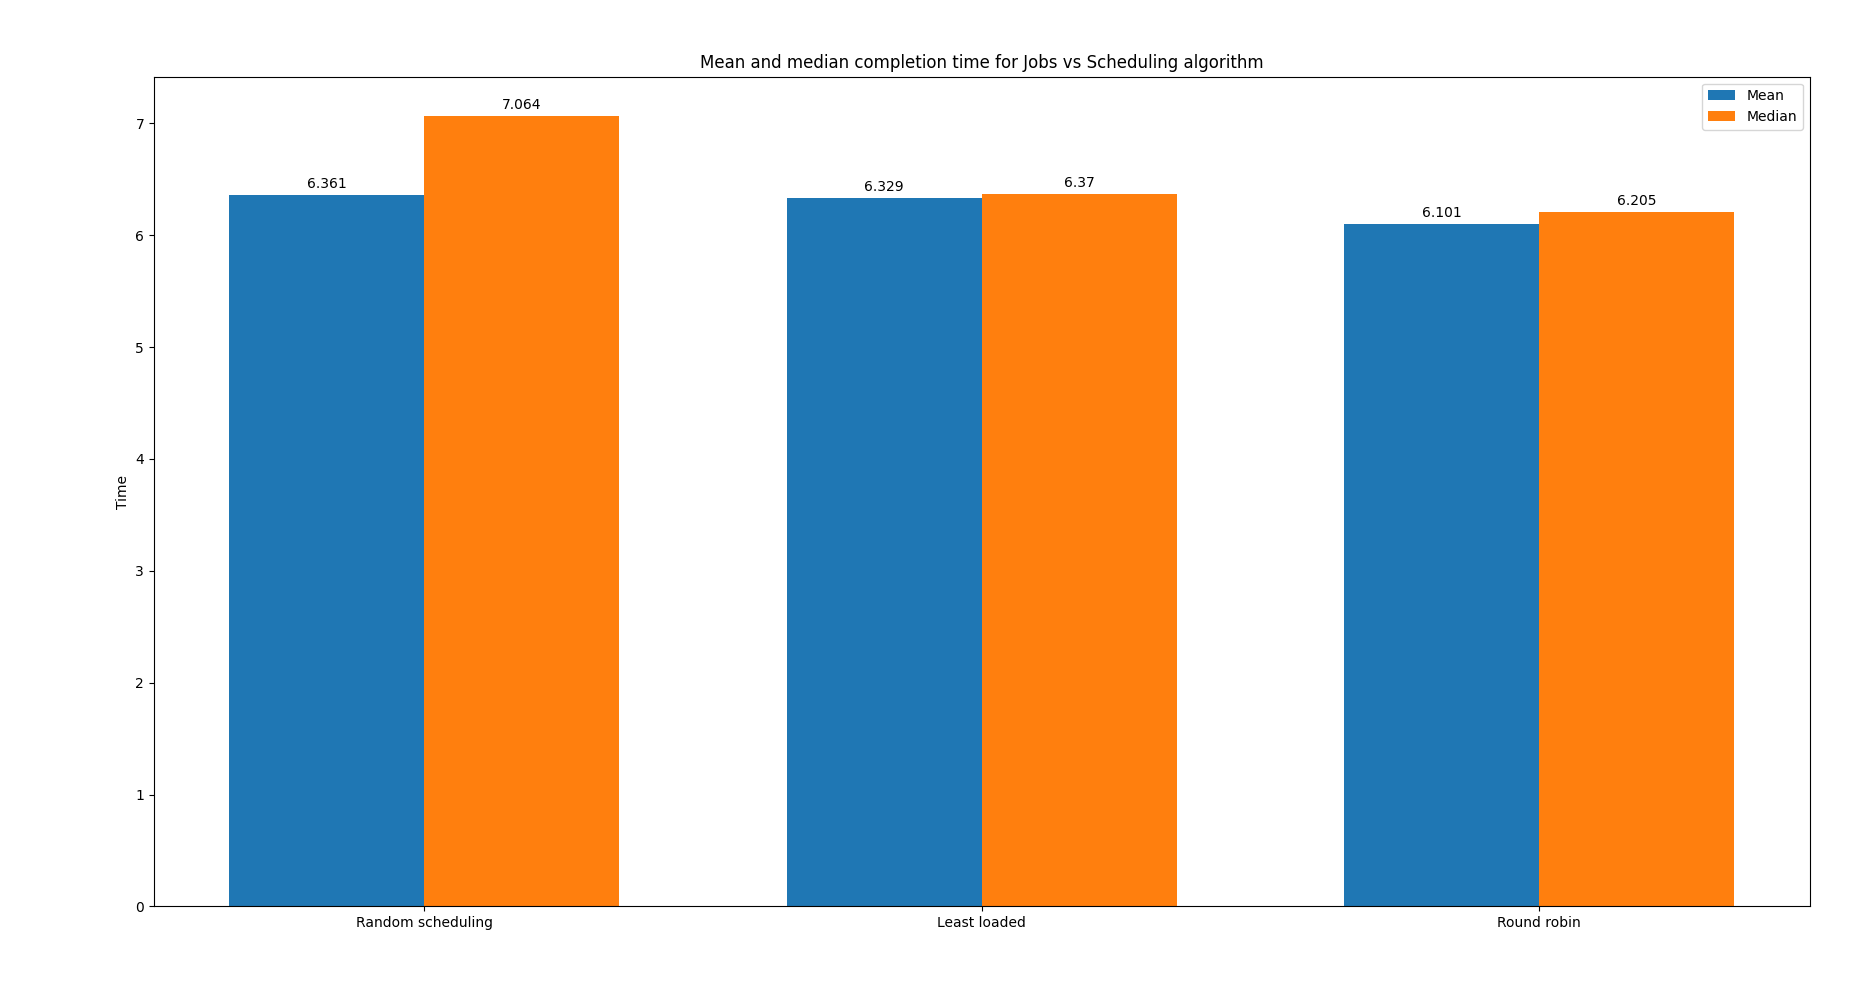 Mean and median completion time for Jobs vs Scheduling algorithm
Mean
Median
7.064
6.361
6.329
6.37
6.101
6.205
7
6
5
4
3
2
1
0
Time
Random scheduling
Least loaded
Round robin